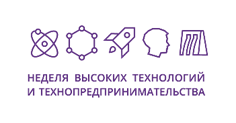 НЕДЕЛЯ ВЫСОКИХ ТЕХНОЛОГИЙ
И ТЕХНОПРЕДПРИНИМАТЕЛЬСТВА